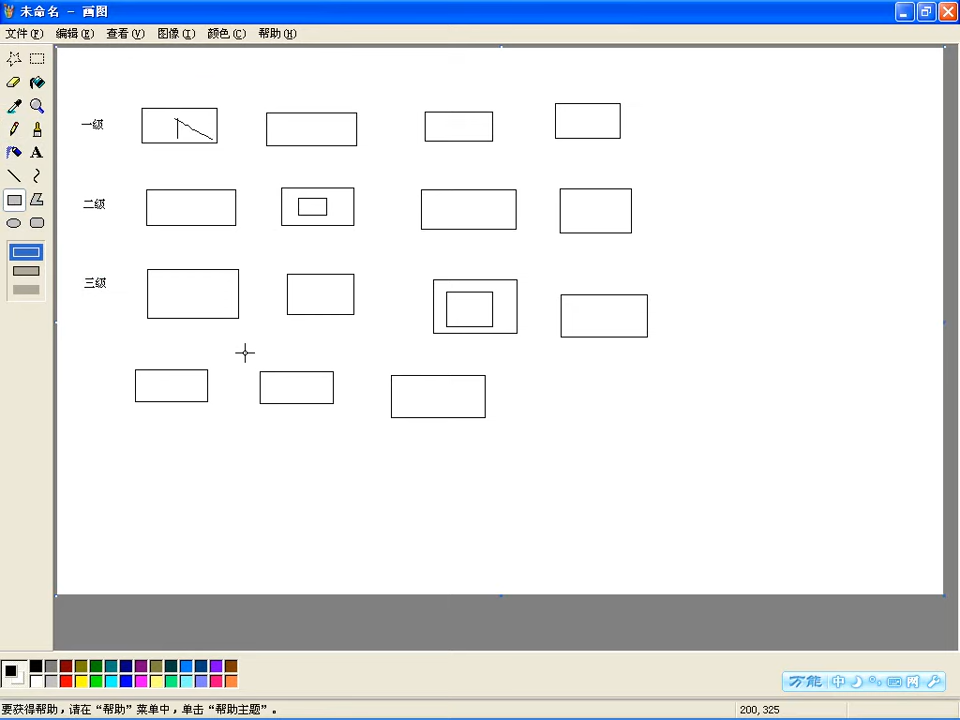 未命名 - 画图
文件(F) 编辑(E) 查看(V) 图像(I) 颜色(C) 帮助(H)
A
一级
二级
三级
万能 中 网
要获得帮助，请在“帮助”菜单中，单击“帮助主题”。 200,325